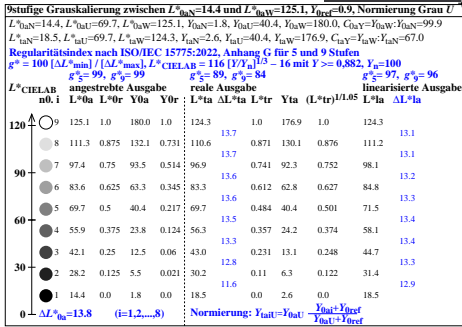 9stufige Grauskalierung zwischen L*0aN=14.4 und L*0aW=125.1, Y0ref=0.9, Normierung Grau U
L*0aN=14.4, L*0aU=69.7, L*0aW=125.1, Y0aN=1.8, Y0aU=40.4, Y0aW=180.0, C0aY=Y0aW:Y0aN=99.9
L*taN=18.5, L*taU=69.7, L*taW=124.3, YtaN=2.6, YtaU=40.4, YtaW=176.9, CtaY=YtaW:YtaN=67.0
Regularitätsindex nach ISO/IEC 15775:2022, Anhang G für 5 und 9 Stufen
g* = 100 [ΔL*min] / [ΔL*max], L*CIELAB = 116 [Y/Yn]1/3 − 16 mit Y >= 0,882, Yn=100
g*5= 99, g*9= 99 g*5= 89, g*9= 84 g*5= 97, g*9= 96
L*CIELAB angestrebte Ausgabe reale Ausgabe linearisierte Ausgabe
n0. i L*0a L*0r Y0a Y0r L*ta ΔL*ta L*tr Yta (L*tr)1/1.05 L*la ΔL*la
120 9 125.1 1.0 180.0 1.0 124.3 1.0 176.9 1.0 124.3
13.7 13.1
8 111.3 0.875 132.1 0.731 110.6 0.871 130.1 0.876 111.2
13.7 13.1
7 97.4 0.75 93.5 0.514 96.9 0.741 92.3 0.752 98.1
13.6 13.2
80 6 83.6 0.625 63.3 0.345 83.3 0.612 62.8 0.627 84.8
13.6 13.3
5 69.7 0.5 40.4 0.217 69.7 0.484 40.4 0.501 71.5
13.5 13.4
40 4 55.9 0.375 23.8 0.124 56.3 0.357 24.2 0.374 58.1
13.3 13.4
3 42.1 0.25 12.5 0.06 43.0 0.231 13.1 0.248 44.7
12.8 13.3
2 28.2 0.125 5.5 0.021 30.2 0.11 6.3 0.122 31.4
11.6 12.9
0 1 14.4 0.0 1.8 0.0 18.5 0.0 2.6 0.0 18.5
ΔL*0a=13.8 (i=1,2,...,8) Normierung: YtaiU=Y0aU Y0ai+Y0ref
Y0aU+Y0ref